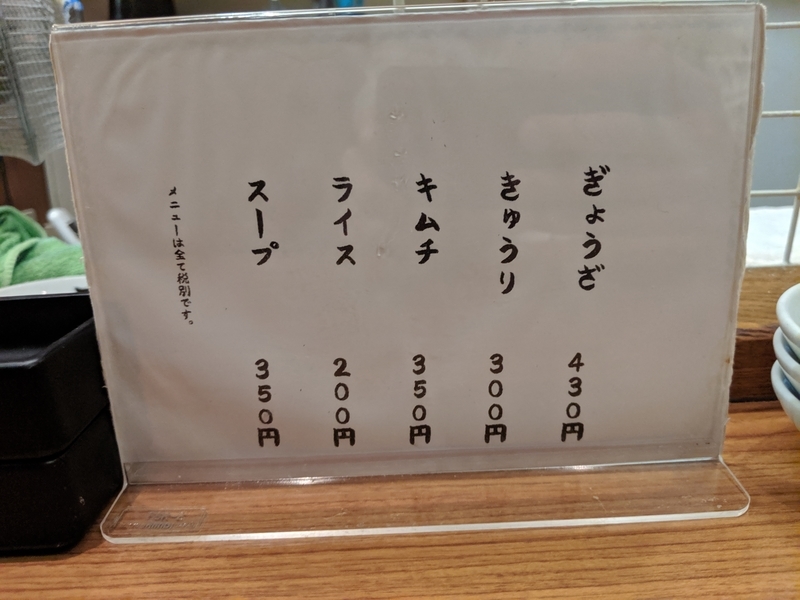 ぎょうざ 430円
きゅうり 300円
キムチ 350円
ライス 200円
スープ 350円
メニューは全て税別です。